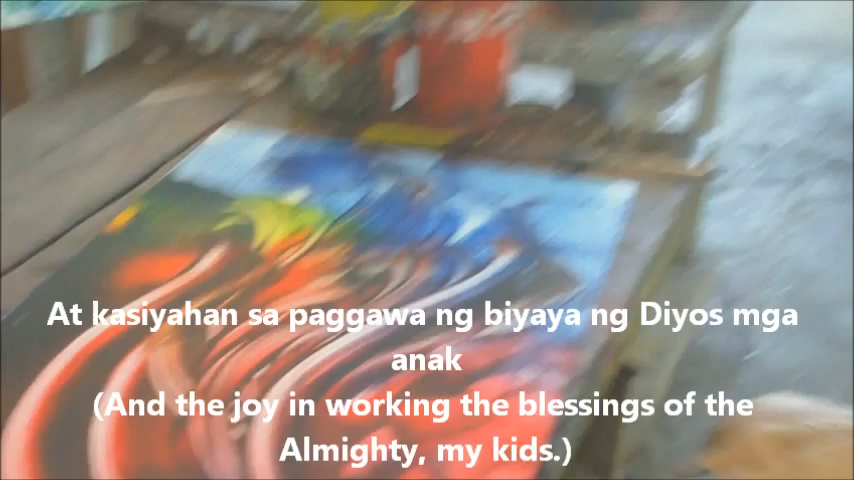 At kasiyahan sa paggawa ng biyaya ng Diyos mga
anak
(And the joy in working the blessings of the
Almighty, my kids.)